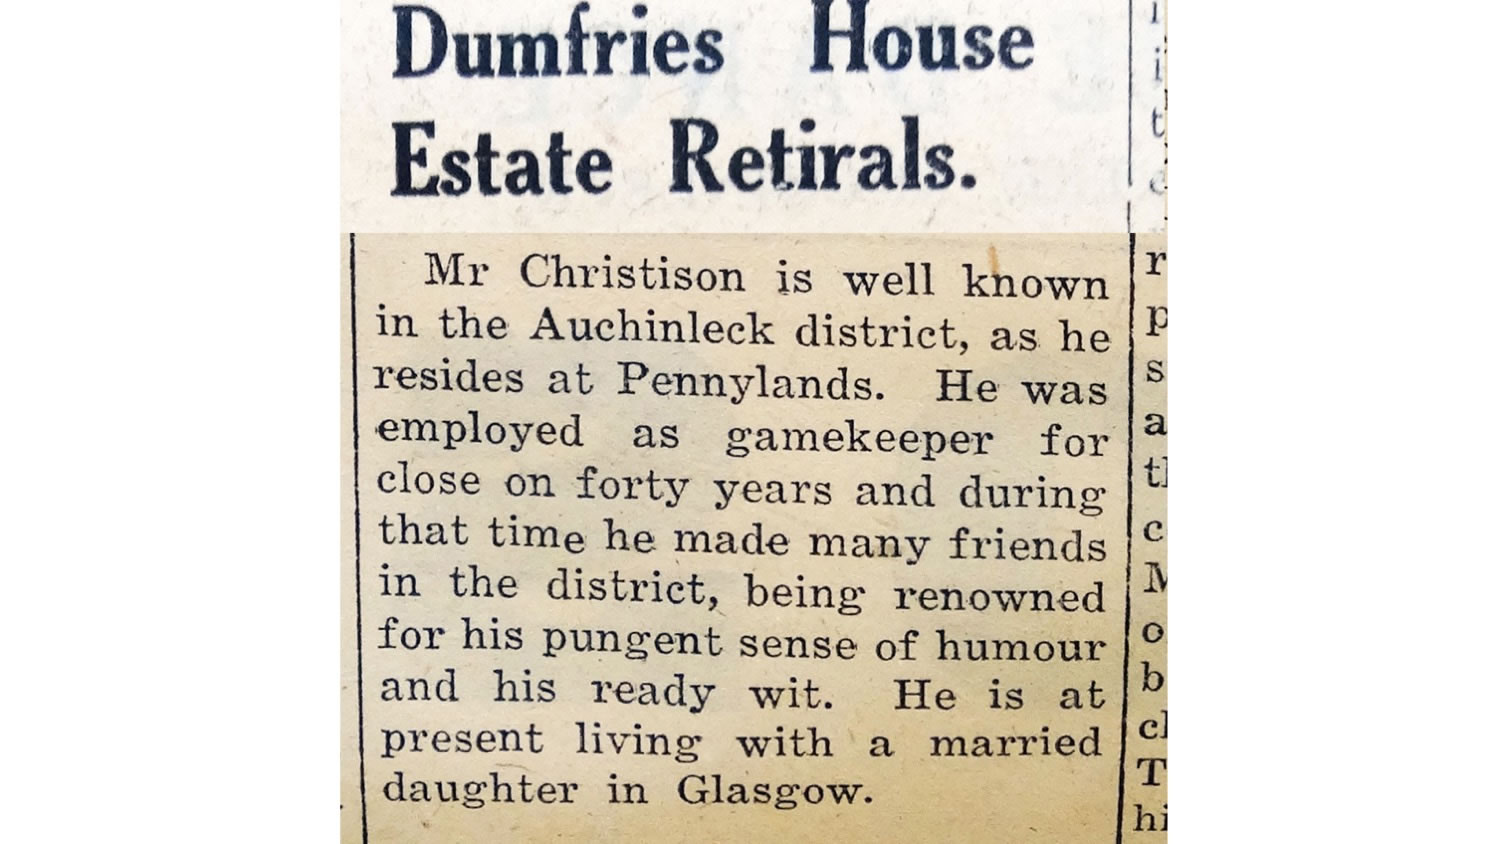 Dumfries House
Estate Retirals.
Mr Christison is well known
in the Auchinleck district, as he
resides at Pennylands. He was
employed as gamekeeper for
close on forty years and during
that time he made many friends
in the district, being renowned
for his pungent sense of humour
and his ready wit. He is at
present living with a married
daughter in Glasgow.